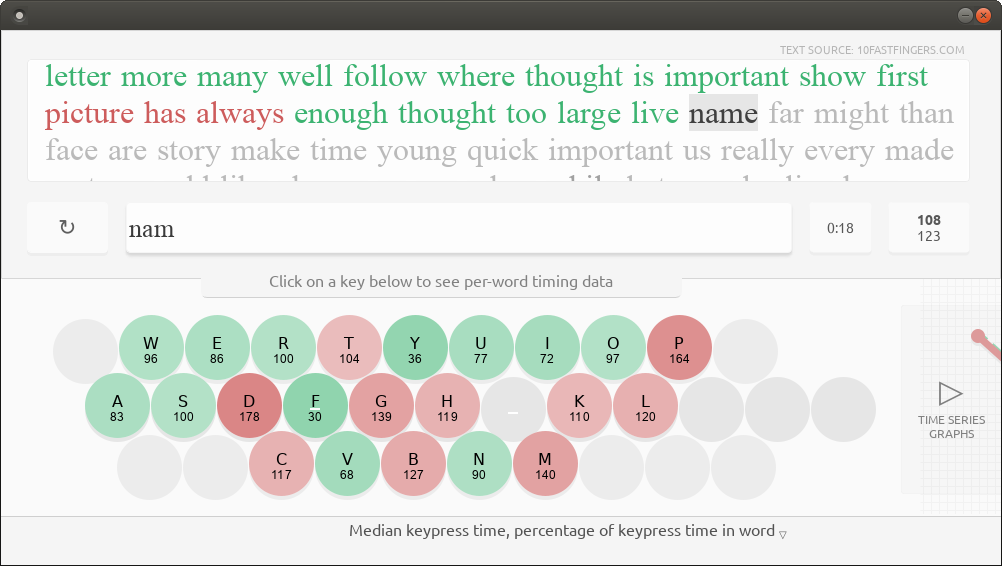 TEXT SOURCE: 10FASTFINGERS.COM
letter more many well follow where thought is important show first
picture has always enough thought too large live name far might than
face are story make time young quick important us really every made
↻ nam 0:18 108
123
Click on a key below to see per-word timing data
W E R T Y U I O P
96 86 100 104 36 77 72 97 164
A S D F G H K L
83 100 178 30 139 119 110 120
C V B N M
117 68 127 90 140
TIME SERIES
GRAPHS
Median keypress time, percentage of keypress time in word ▿